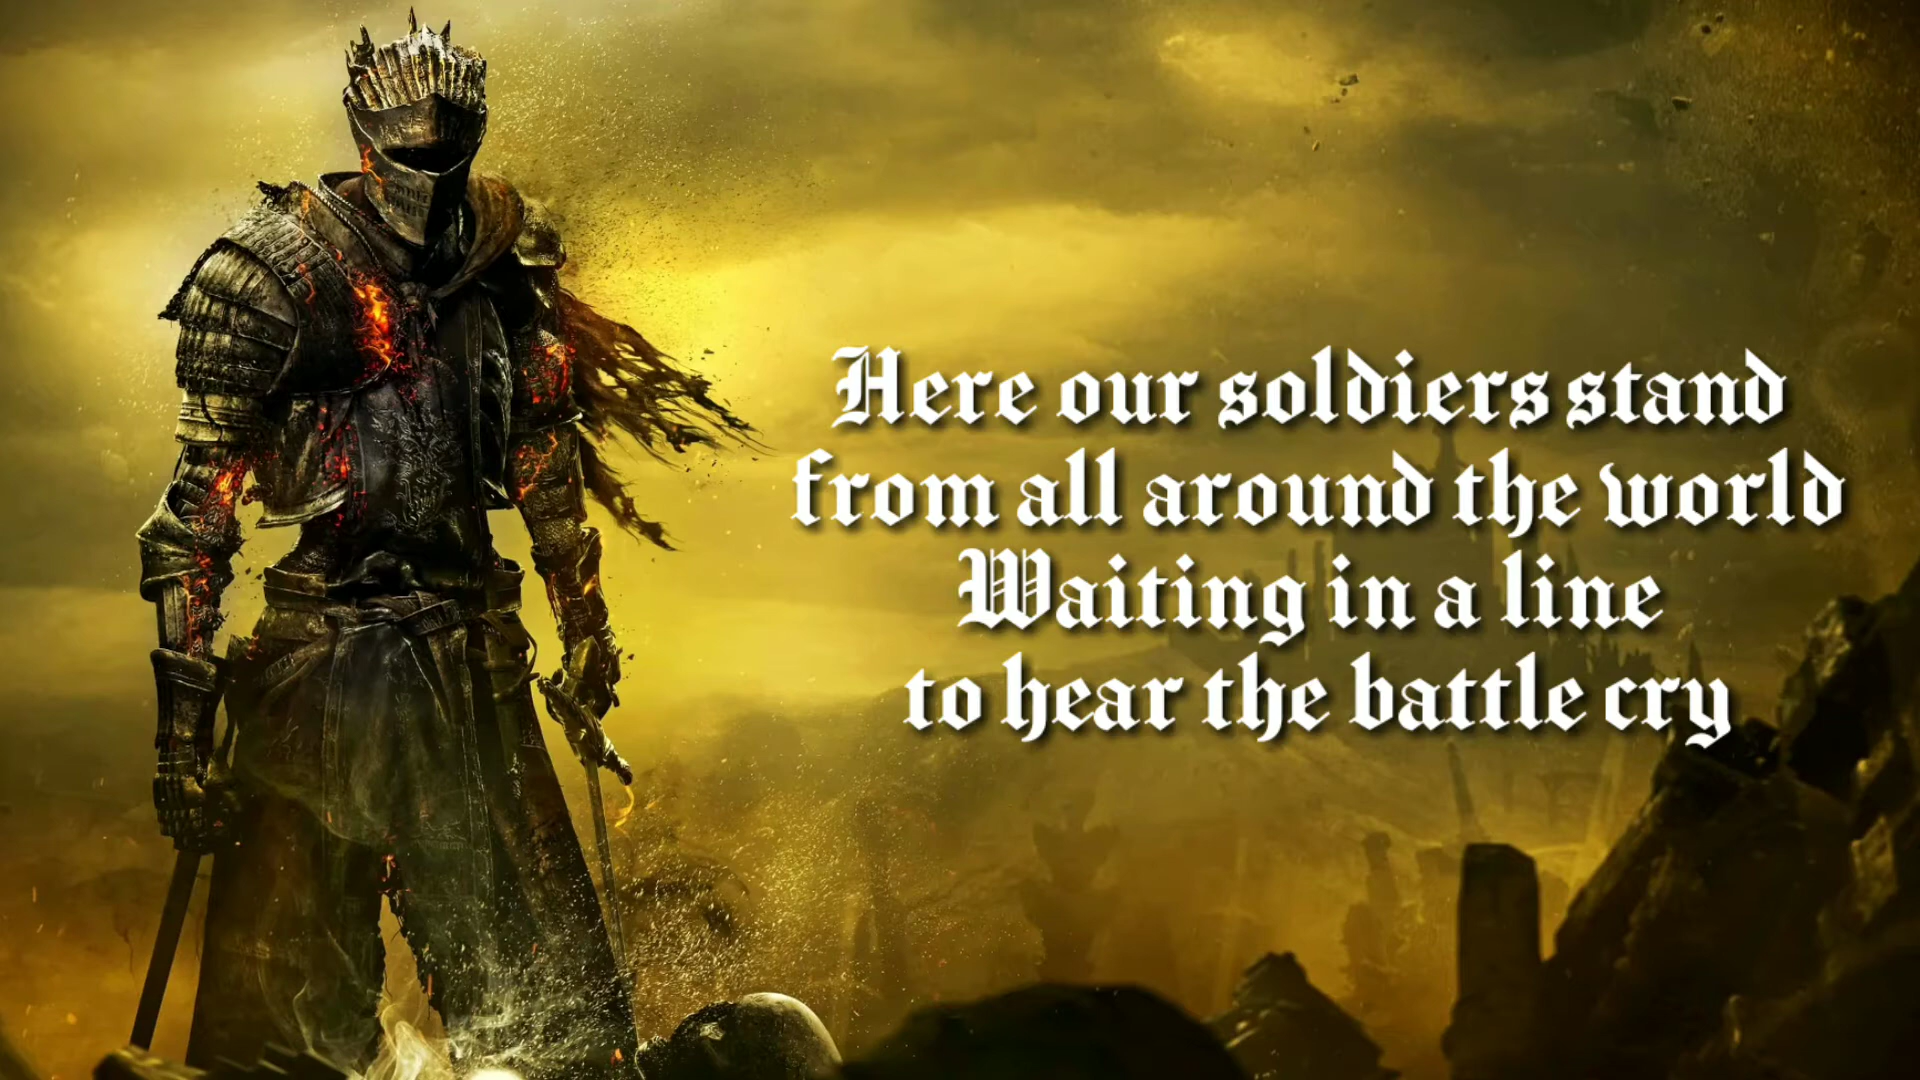 Here our soldiers stand
from all around the world
Waiting in a line
to hear the battle cry